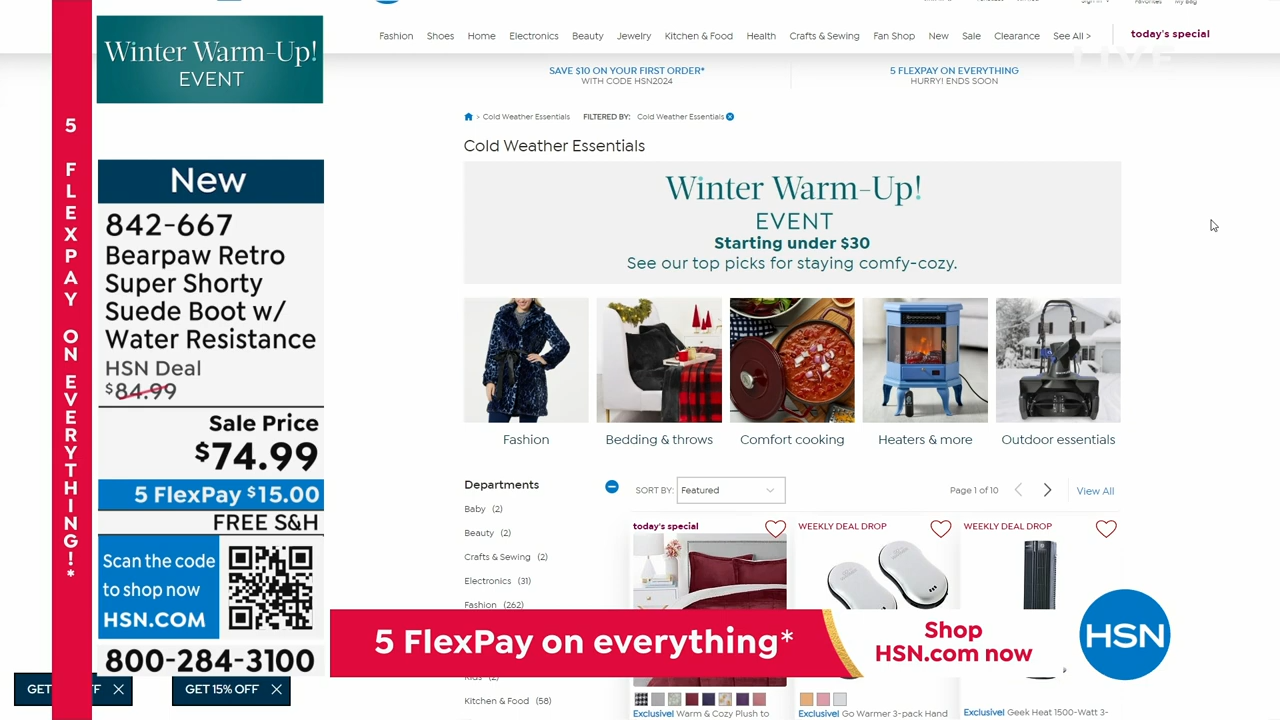 5 FLEXPAY ON EVERYTHING!*
Winter Warm-Up!
EVENT
New
842-667
Bearpaw Retro
Super Shorty
Suede Boot w/
Water Resistance
HSN Deal
$84.99
Sale Price
$74.99
5 FlexPay $15.00
FREE S&H
Scan the code
to shop now
HSN.COM
800-284-3100
GET
GET 15% OFF
Fashion Shoes Home Electronics Beauty Jewelry Kitchen & Food Health Crafts & Sewing Fan Shop New Sale Clearance See All > today's special
LIVE
SAVE $10 ON YOUR FIRST ORDER*
WITH CODE HSN2024
5 FLEXPAY ON EVERYTHING
HURRY! ENDS SOON
> Cold Weather Essentials FILTERED BY: Cold Weather Essentials
Cold Weather Essentials
Winter Warm-Up!
EVENT
Starting under $30
See our top picks for staying comfy-cozy.
Fashion
Bedding & throws
Comfort cooking
Heaters & more
Outdoor essentials
Departments
Baby (2)
Beauty (2)
Crafts & Sewing (2)
Electronics (31)
Fashion (262)
Kitchen & Food (58)
SORT BY: Featured
Page 1 of 10
View All
today's special
WEEKLY DEAL DROP
WEEKLY DEAL DROP
5 FlexPay on everything*
Shop
HSN.com now
HSN
Exclusive! Warm & Cozy Plush to
Exclusive! Go Warmer 3-pack Hand
Exclusive! Geek Heat 1500-Watt 3-